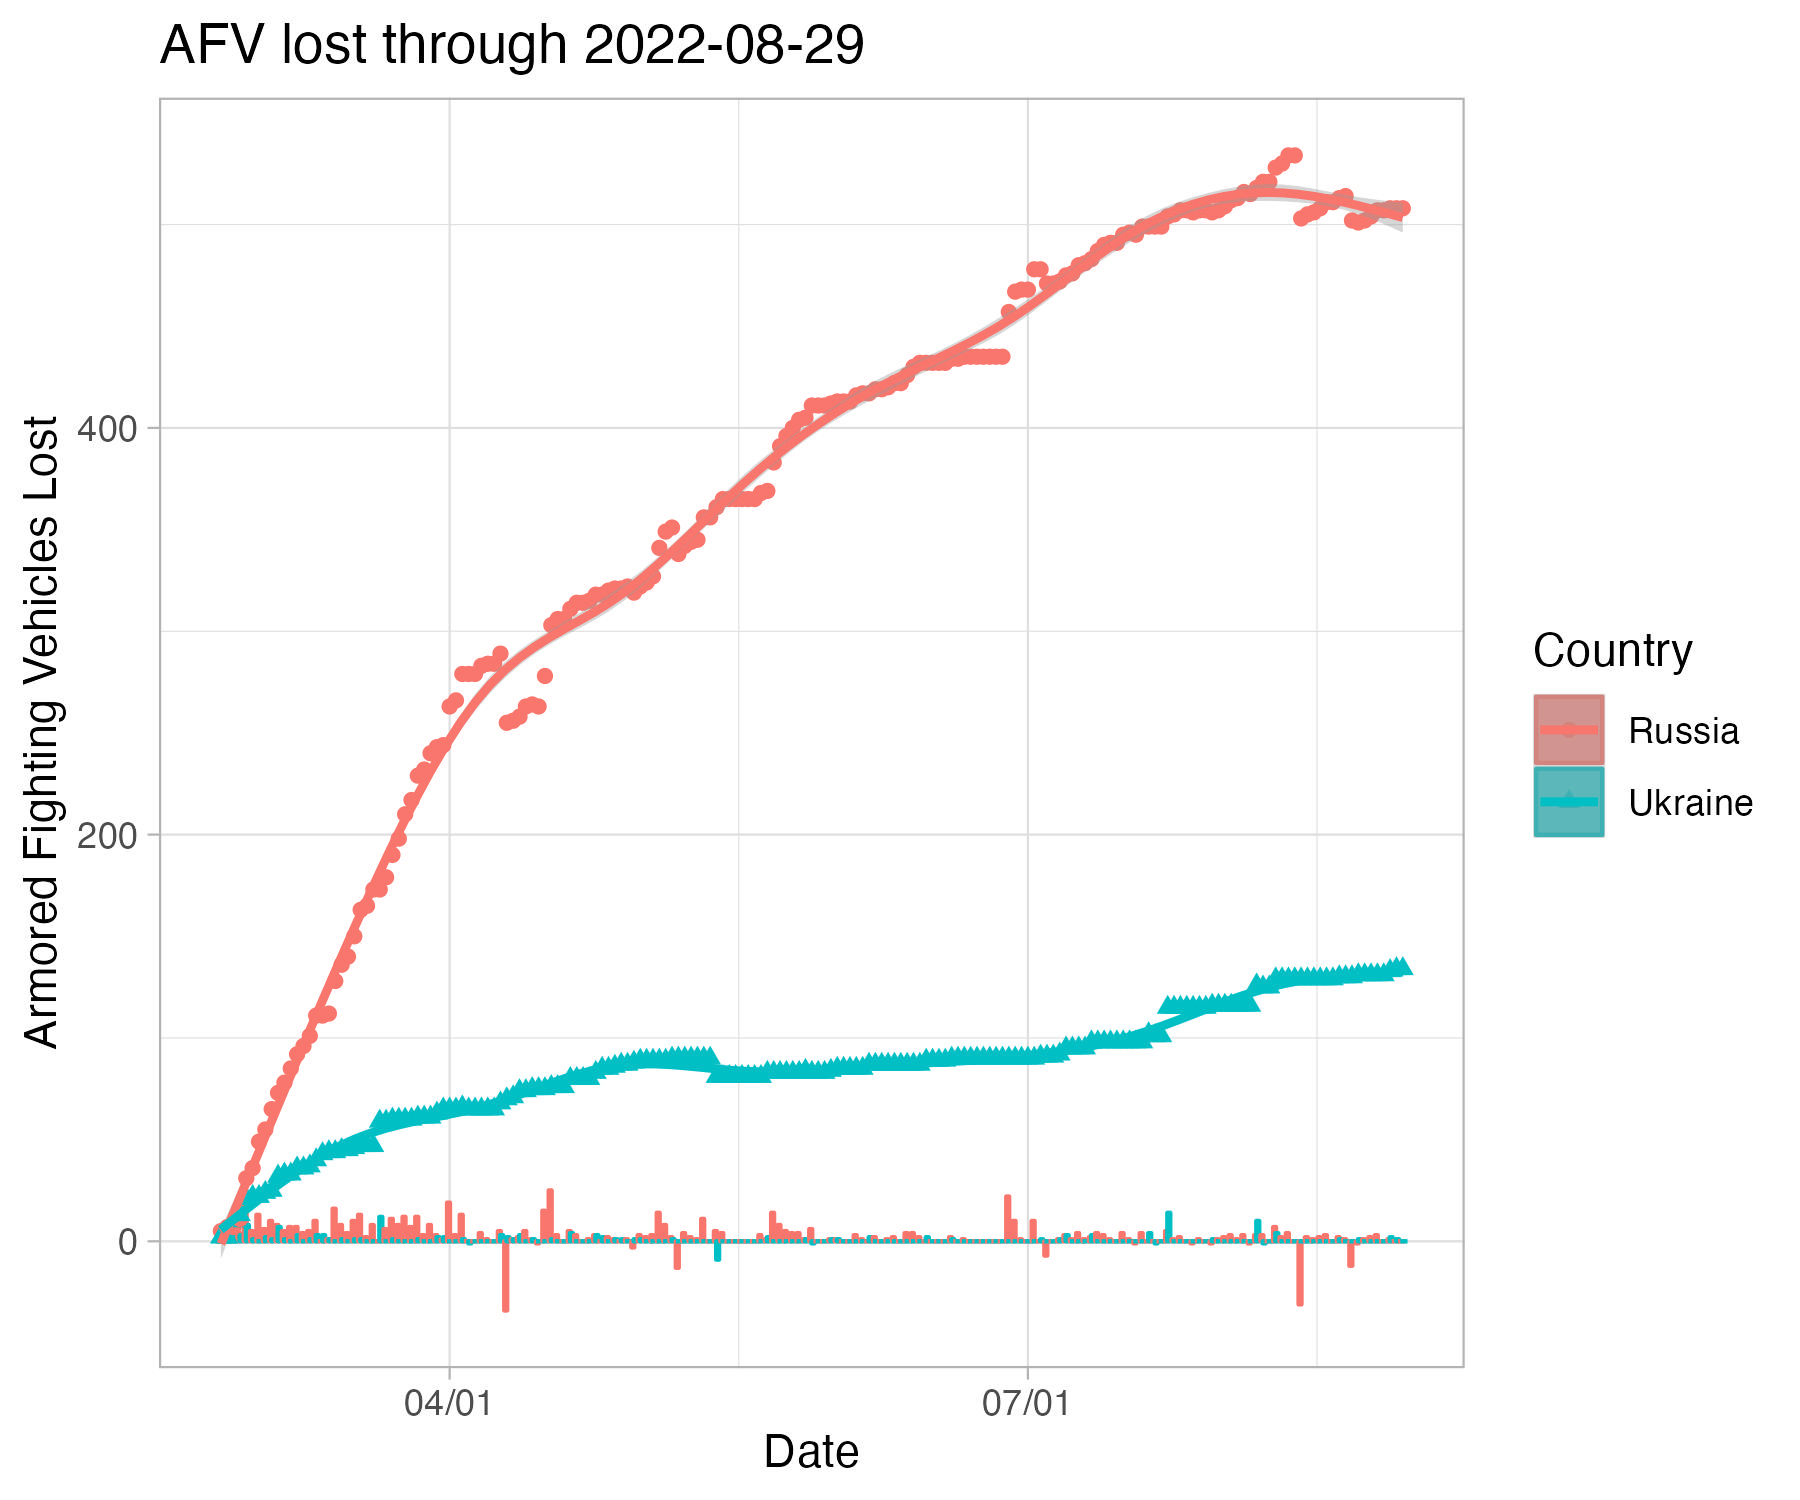 AFV lost through 2022-08-29
Armored Fighting Vehicles Lost
400
200
0
04/01
07/01
Date
Country
Russia
Ukraine